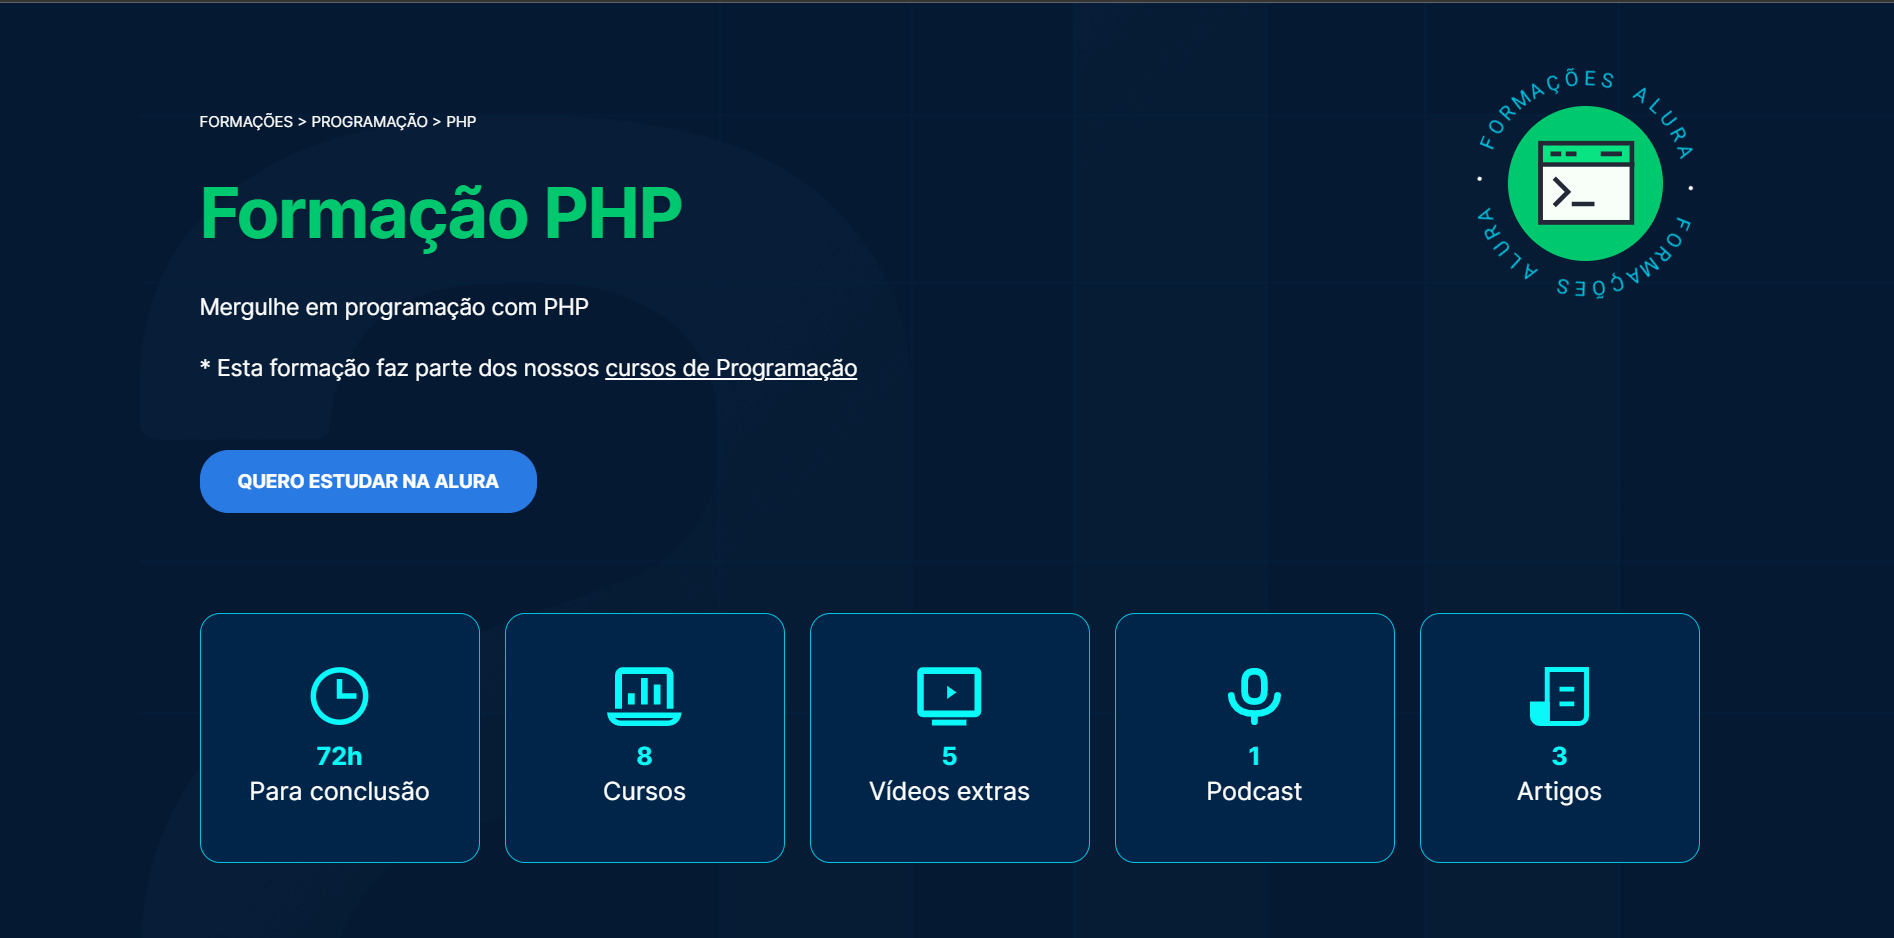 FORMAÇÕES > PROGRAMAÇÃO > PHP
FORMAÇÕES ALURA • FORMAÇÕES ALURA •
Formação PHP
Mergulhe em programação com PHP
* Esta formação faz parte dos nossos cursos de Programação
QUERO ESTUDAR NA ALURA
72h
Para conclusão
8
Cursos
5
Vídeos extras
1
Podcast
3
Artigos